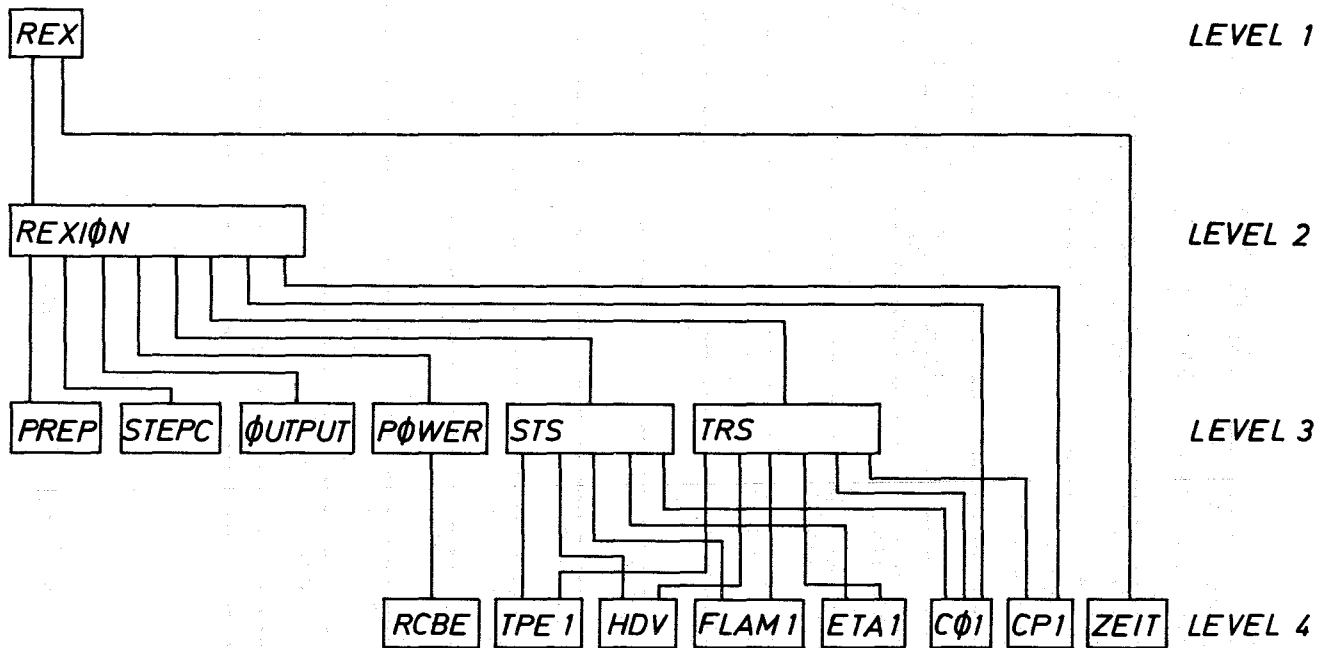 REX LEVEL 1
REXIØN LEVEL 2
PREP STEPC ØUTPUT PØWER STS TRS LEVEL 3
RCBE TPE 1 HDV FLAM 1 ETA 1 CØ1 CP1 ZEIT LEVEL 4